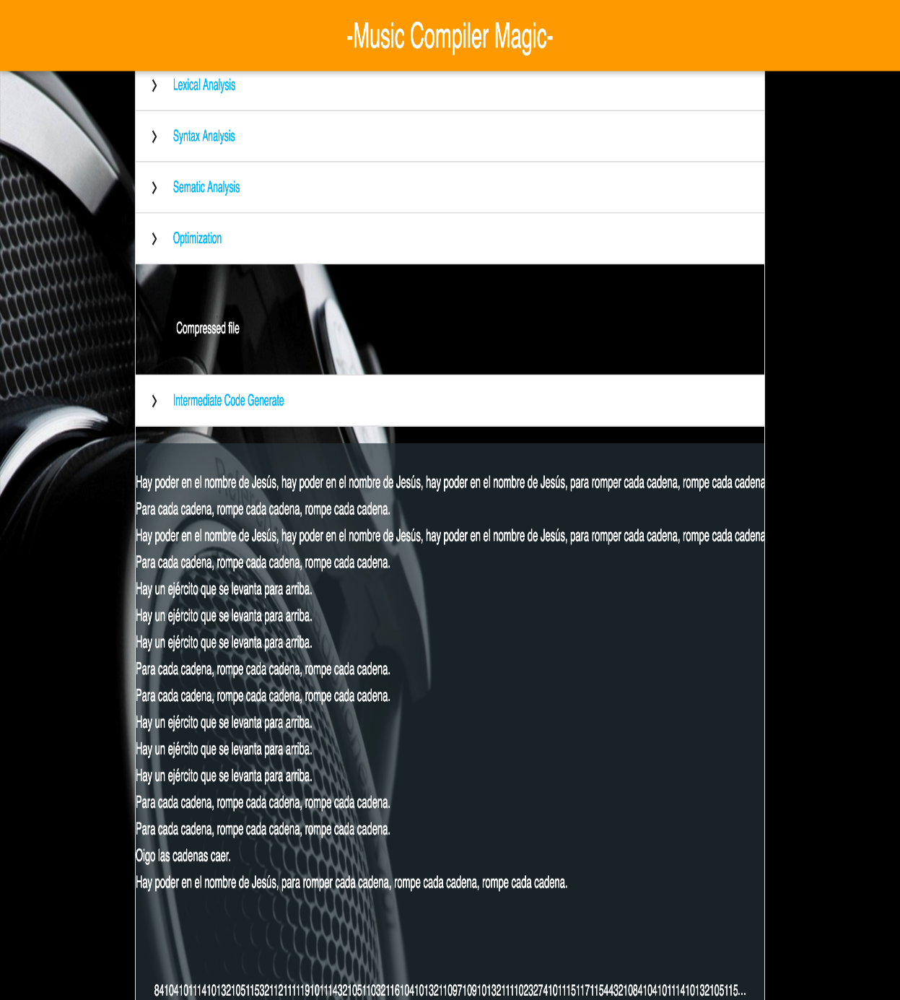 -Music Compiler Magic-
Lexical Analysis
Syntax Analysis
Sematic Analysis
Optimization
Compressed file
Intermediate Code Generate
Hay poder en el nombre de Jesús, hay poder en el nombre de Jesús, hay poder en el nombre de Jesús, para romper cada cadena, rompe cada cadena
Para cada cadena, rompe cada cadena, rompe cada cadena.
Hay poder en el nombre de Jesús, hay poder en el nombre de Jesús, hay poder en el nombre de Jesús, para romper cada cadena, rompe cada cadena
Para cada cadena, rompe cada cadena, rompe cada cadena.
Hay un ejército que se levanta para arriba.
Hay un ejército que se levanta para arriba.
Hay un ejército que se levanta para arriba.
Para cada cadena, rompe cada cadena, rompe cada cadena.
Para cada cadena, rompe cada cadena, rompe cada cadena.
Hay un ejército que se levanta para arriba.
Hay un ejército que se levanta para arriba.
Hay un ejército que se levanta para arriba.
Para cada cadena, rompe cada cadena, rompe cada cadena.
Para cada cadena, rompe cada cadena, rompe cada cadena.
Oigo las cadenas caer.
Hay poder en el nombre de Jesús, para romper cada cadena, rompe cada cadena, rompe cada cadena.
841041011141013210511532112111119101114321051103211610410132110971091013211110232741011151171154432108410410111410132105115...